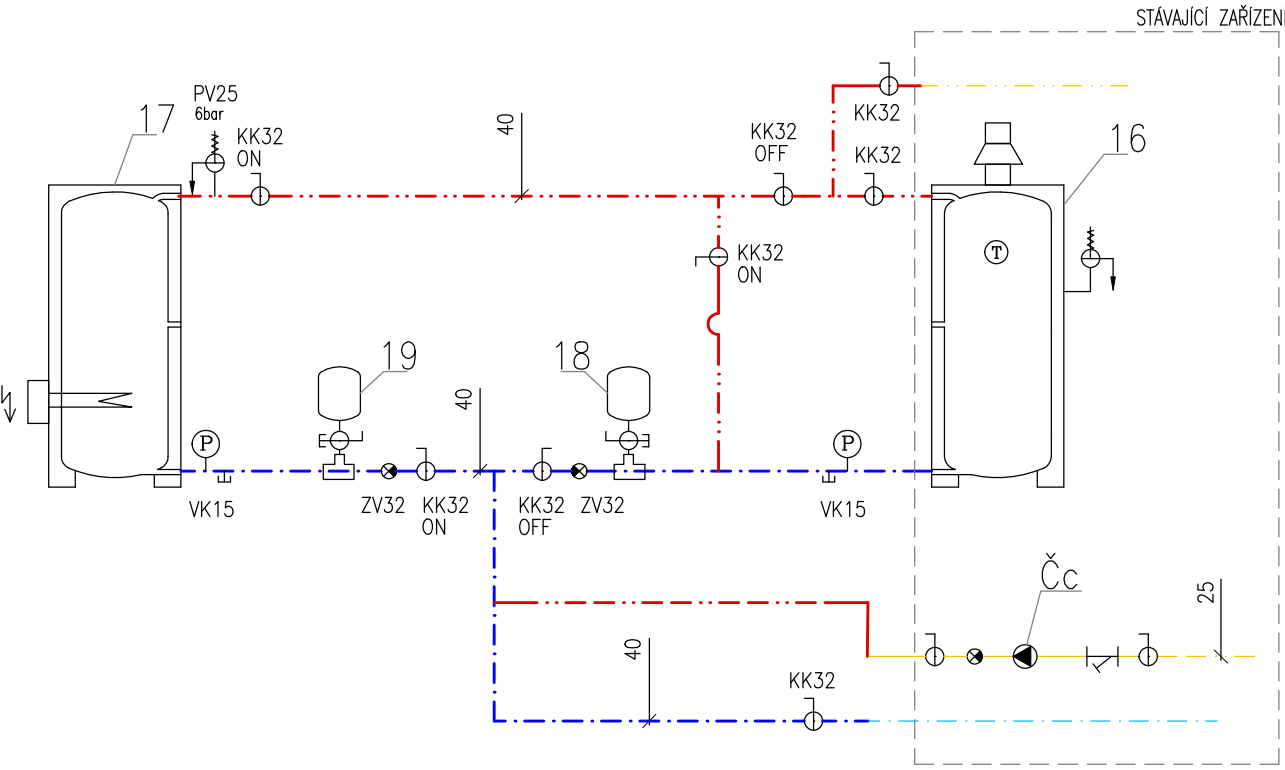 STÁVAJÍCÍ ZAŘÍZENÍ
PV25
6bar
17
KK32
ON
40
KK32
OFF
KK32
KK32
16
T
KK32
ON
19
18
40
P
P
VK15
ZV32
KK32
ON
KK32
OFF
ZV32
VK15
Čc
25
40
KK32